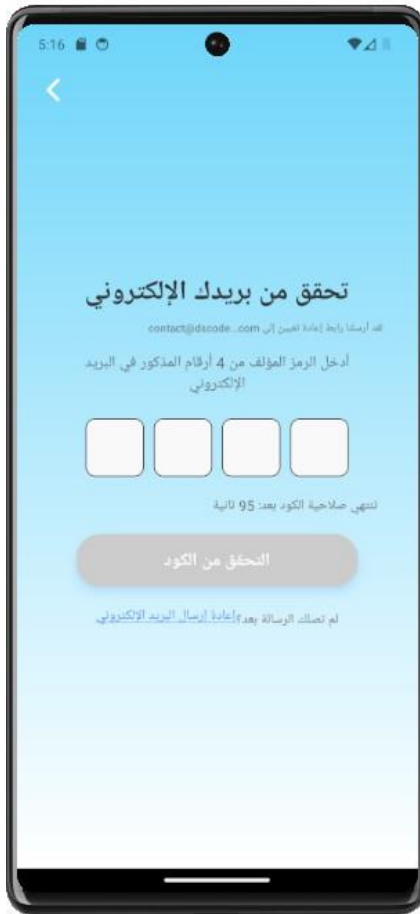 5:16
تحقق من بريدك الإلكتروني
لقد أرسلنا رابط إعادة تعيين إلى contact@dscode...com
أدخل الرمز المؤلف من 4 أرقام المذكور في البريد
الإلكتروني
تنتهي صلاحية الكود بعد: 95 ثانية
التحقق من الكود
لم تصلك الرسالة بعد؟إعادة إرسال البريد الإلكتروني